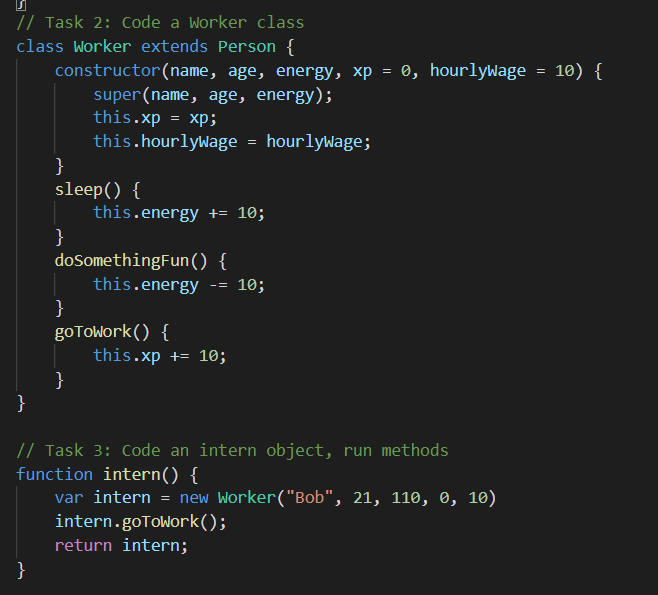 }
// Task 2: Code a Worker class
class Worker extends Person {
    constructor(name, age, energy, xp = 0, hourlyWage = 10) {
        super(name, age, energy);
        this.xp = xp;
        this.hourlyWage = hourlyWage;
    }
    sleep() {
        this.energy += 10;
    }
    doSomethingFun() {
        this.energy -= 10;
    }
    goToWork() {
        this.xp += 10;
    }
}

// Task 3: Code an intern object, run methods
function intern() {
    var intern = new Worker("Bob", 21, 110, 0, 10)
    intern.goToWork();
    return intern;
}